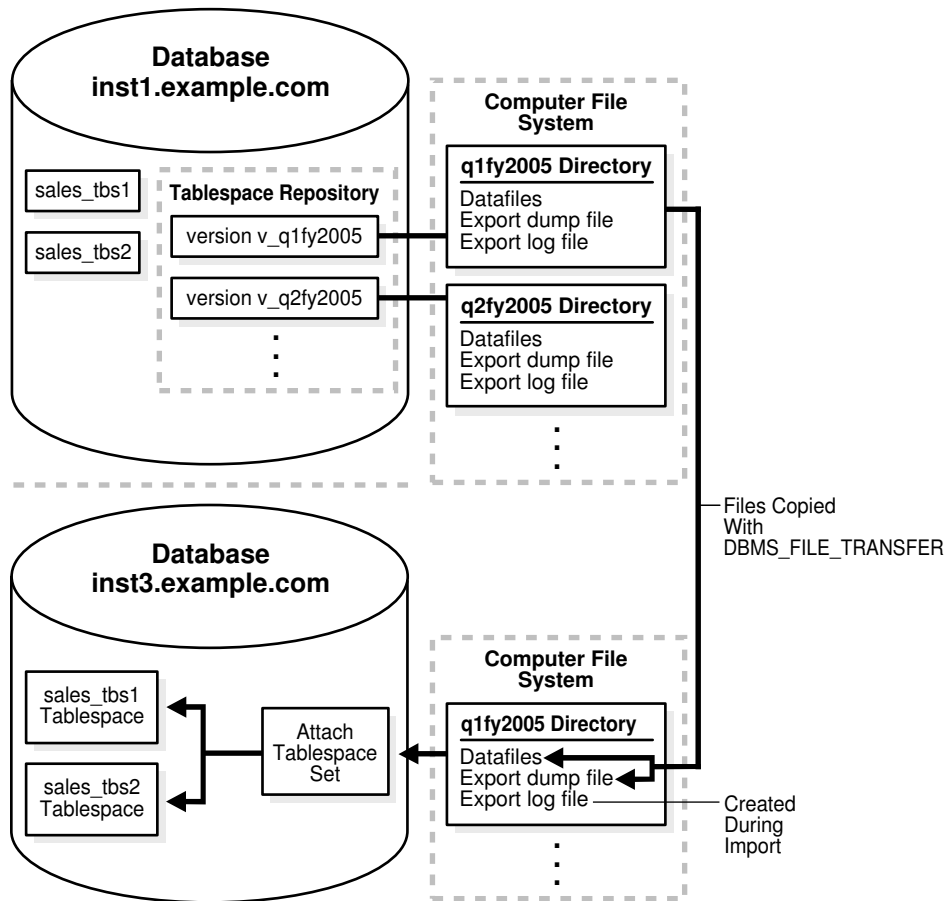 Database
inst1.example.com
sales_tbs1
sales_tbs2
Tablespace Repository
version v_q1fy2005
version v_q2fy2005
Computer File
System
q1fy2005 Directory
Datafiles
Export dump file
Export log file
q2fy2005 Directory
Datafiles
Export dump file
Export log file
Files Copied
With
DBMS_FILE_TRANSFER
Database
inst3.example.com
sales_tbs1
Tablespace
sales_tbs2
Tablespace
Attach
Tablespace
Set
Computer File
System
q1fy2005 Directory
Datafiles
Export dump file
Export log file
Created
During
Import